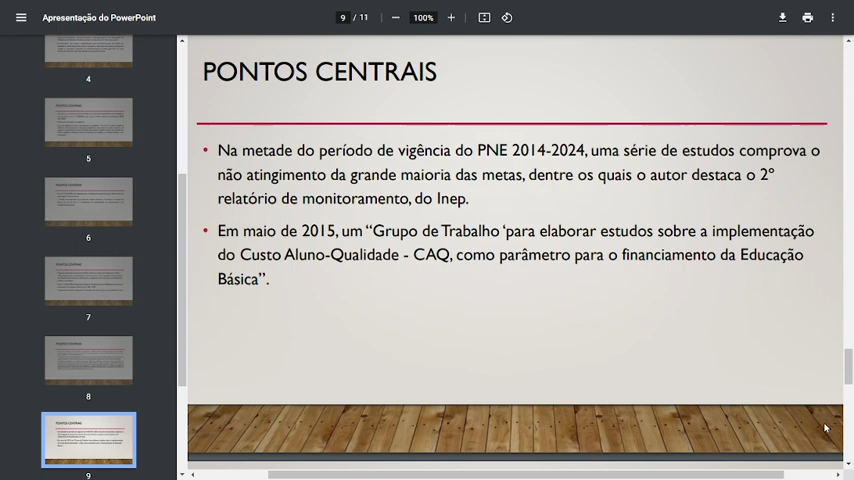 Apresentação do PowerPoint
9 / 11
100%
4
5
6
7
8
9
PONTOS CENTRAIS
• Na metade do período de vigência do PNE 2014-2024, uma série de estudos comprova o
não atingimento da grande maioria das metas, dentre os quais o autor destaca o 2º
relatório de monitoramento, do Inep.
• Em maio de 2015, um “Grupo de Trabalho ‘para elaborar estudos sobre a implementação
do Custo Aluno-Qualidade - CAQ, como parâmetro para o financiamento da Educação
Básica”.